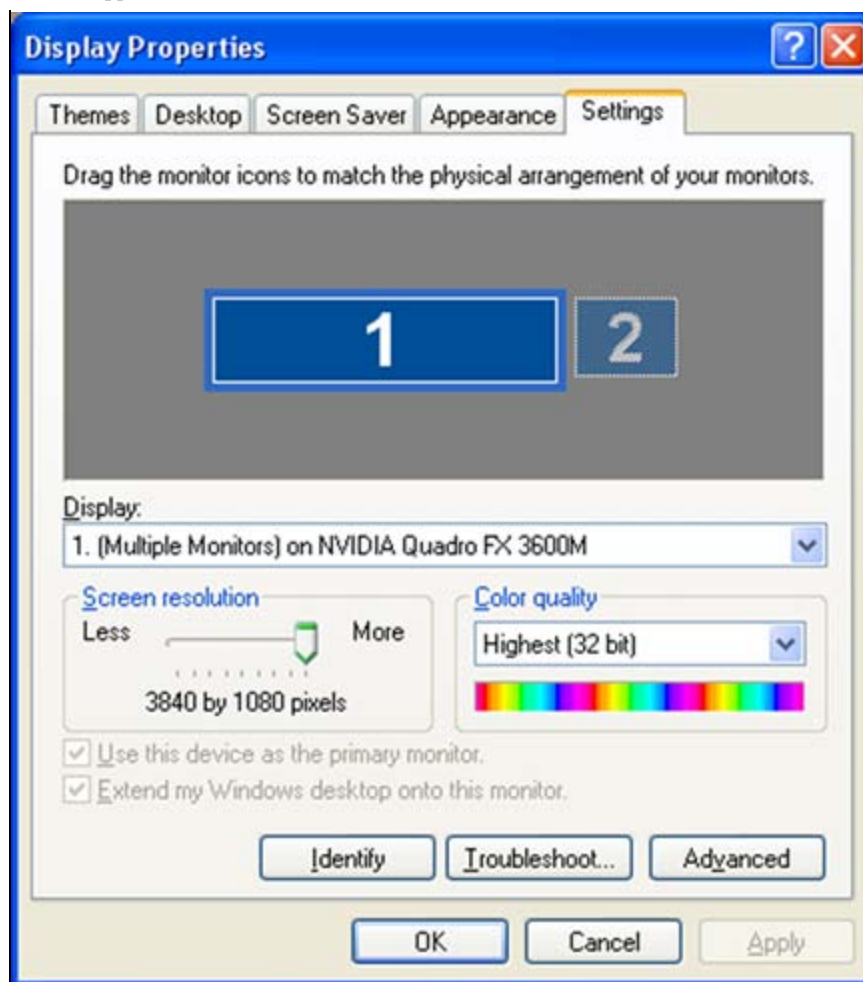 Display Properties
Themes Desktop Screen Saver Appearance Settings
Drag the monitor icons to match the physical arrangement of your monitors.
1 2
Display:
1. (Multiple Monitors) on NVIDIA Quadro FX 3600M
Screen resolution
Less More
3840 by 1080 pixels
Color quality
Highest (32 bit)
Use this device as the primary monitor.
Extend my Windows desktop onto this monitor.
Identify Troubleshoot... Advanced
OK Cancel Apply